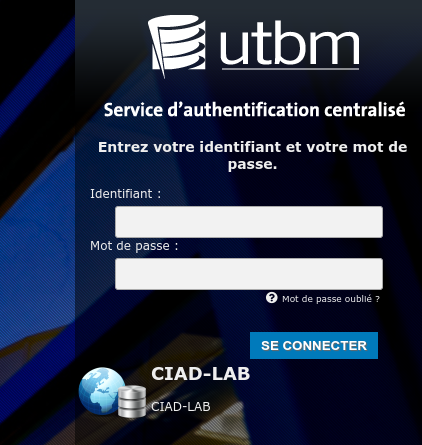 utbm
Service d'authentification centralisé
Entrez votre identifiant et votre mot de
passe.
Identifiant :
Mot de passe :
Mot de passe oublié ?
SE CONNECTER
CIAD-LAB
CIAD-LAB